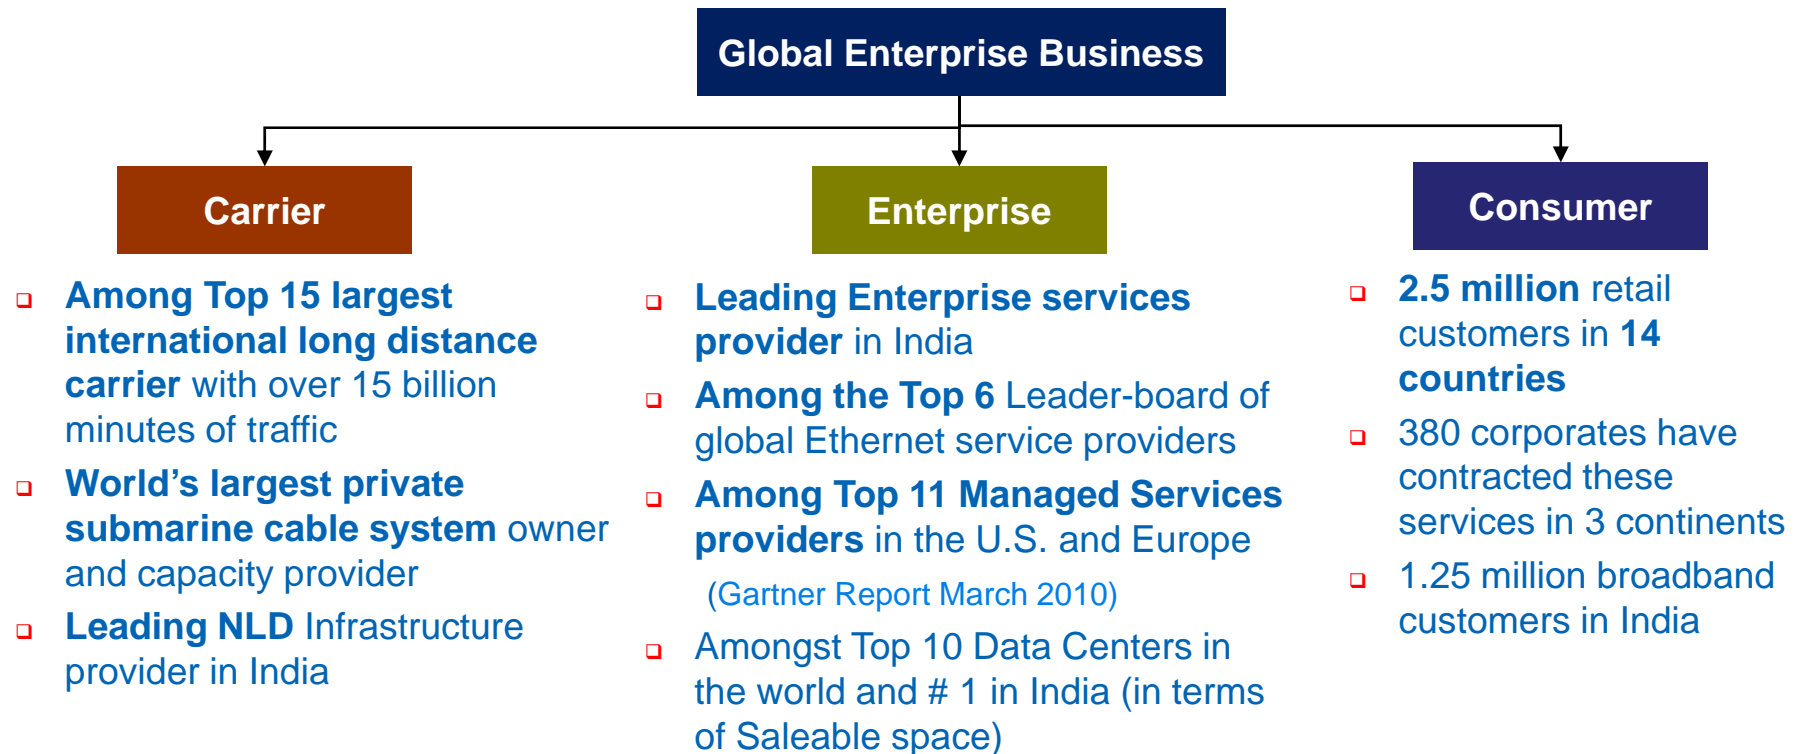 Global Enterprise Business
Carrier
Among Top 15 largest
international long distance
carrier with over 15 billion
minutes of traffic
World’s largest private
submarine cable system owner
and capacity provider
Leading NLD Infrastructure
provider in India
Enterprise
Leading Enterprise services
provider in India
Among the Top 6 Leader-board of
global Ethernet service providers
Among Top 11 Managed Services
providers in the U.S. and Europe
(Gartner Report March 2010)
Amongst Top 10 Data Centers in
the world and # 1 in India (in terms
of Saleable space)
Consumer
2.5 million retail
customers in 14
countries
380 corporates have
contracted these
services in 3 continents
1.25 million broadband
customers in India